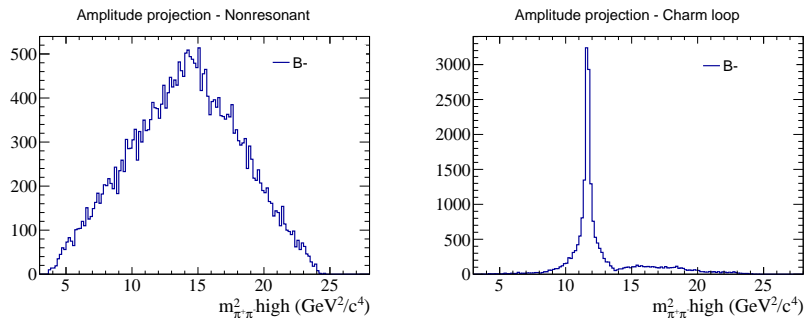 Amplitude projection - Nonresonant
500
400
300
200
100
0
5 10 15 20 25
B-
m²π⁺π⁻high (GeV²/c⁴)
Amplitude projection - Charm loop
3000
2500
2000
1500
1000
500
0
5 10 15 20 25
B-
m²π⁺π⁻high (GeV²/c⁴)